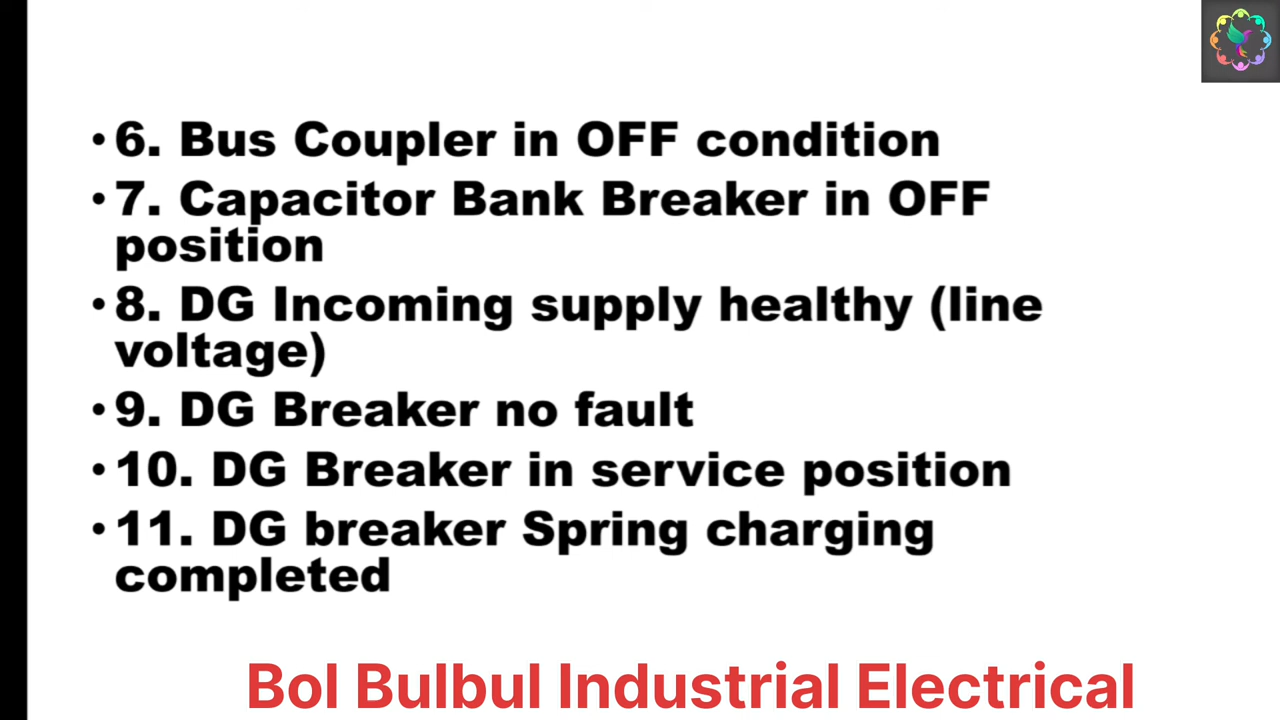 • 6. Bus Coupler in OFF condition
• 7. Capacitor Bank Breaker in OFF
position
• 8. DG Incoming supply healthy (line
voltage)
• 9. DG Breaker no fault
• 10. DG Breaker in service position
• 11. DG breaker Spring charging
completed
Bol Bulbul Industrial Electrical